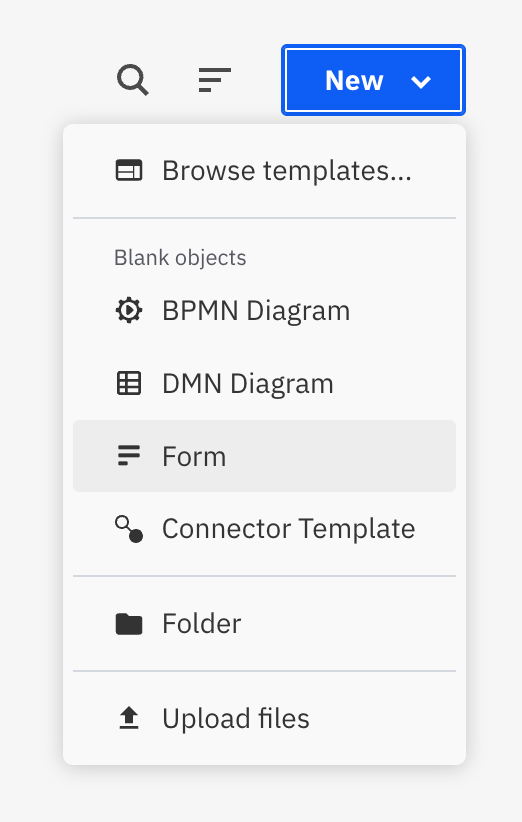 New
Browse templates...
Blank objects
BPMN Diagram
DMN Diagram
Form
Connector Template
Folder
Upload files